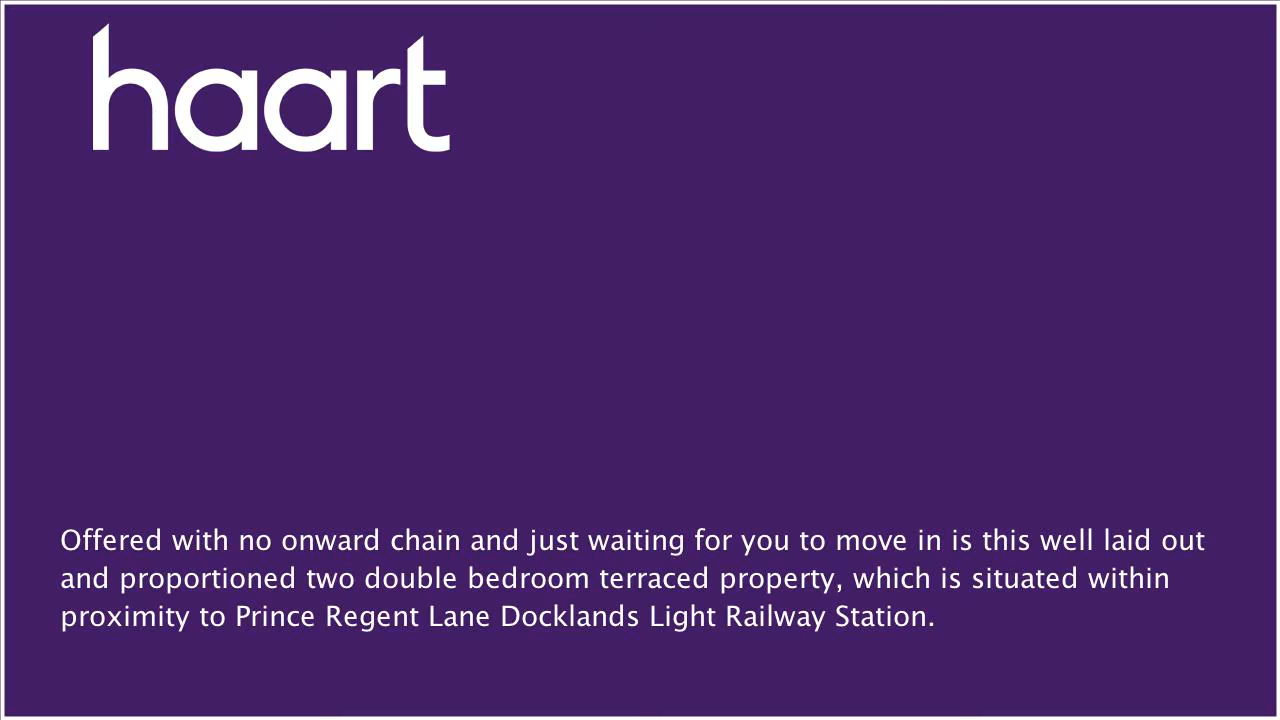 haart
Offered with no onward chain and just waiting for you to move in is this well laid out
and proportioned two double bedroom terraced property, which is situated within
proximity to Prince Regent Lane Docklands Light Railway Station.